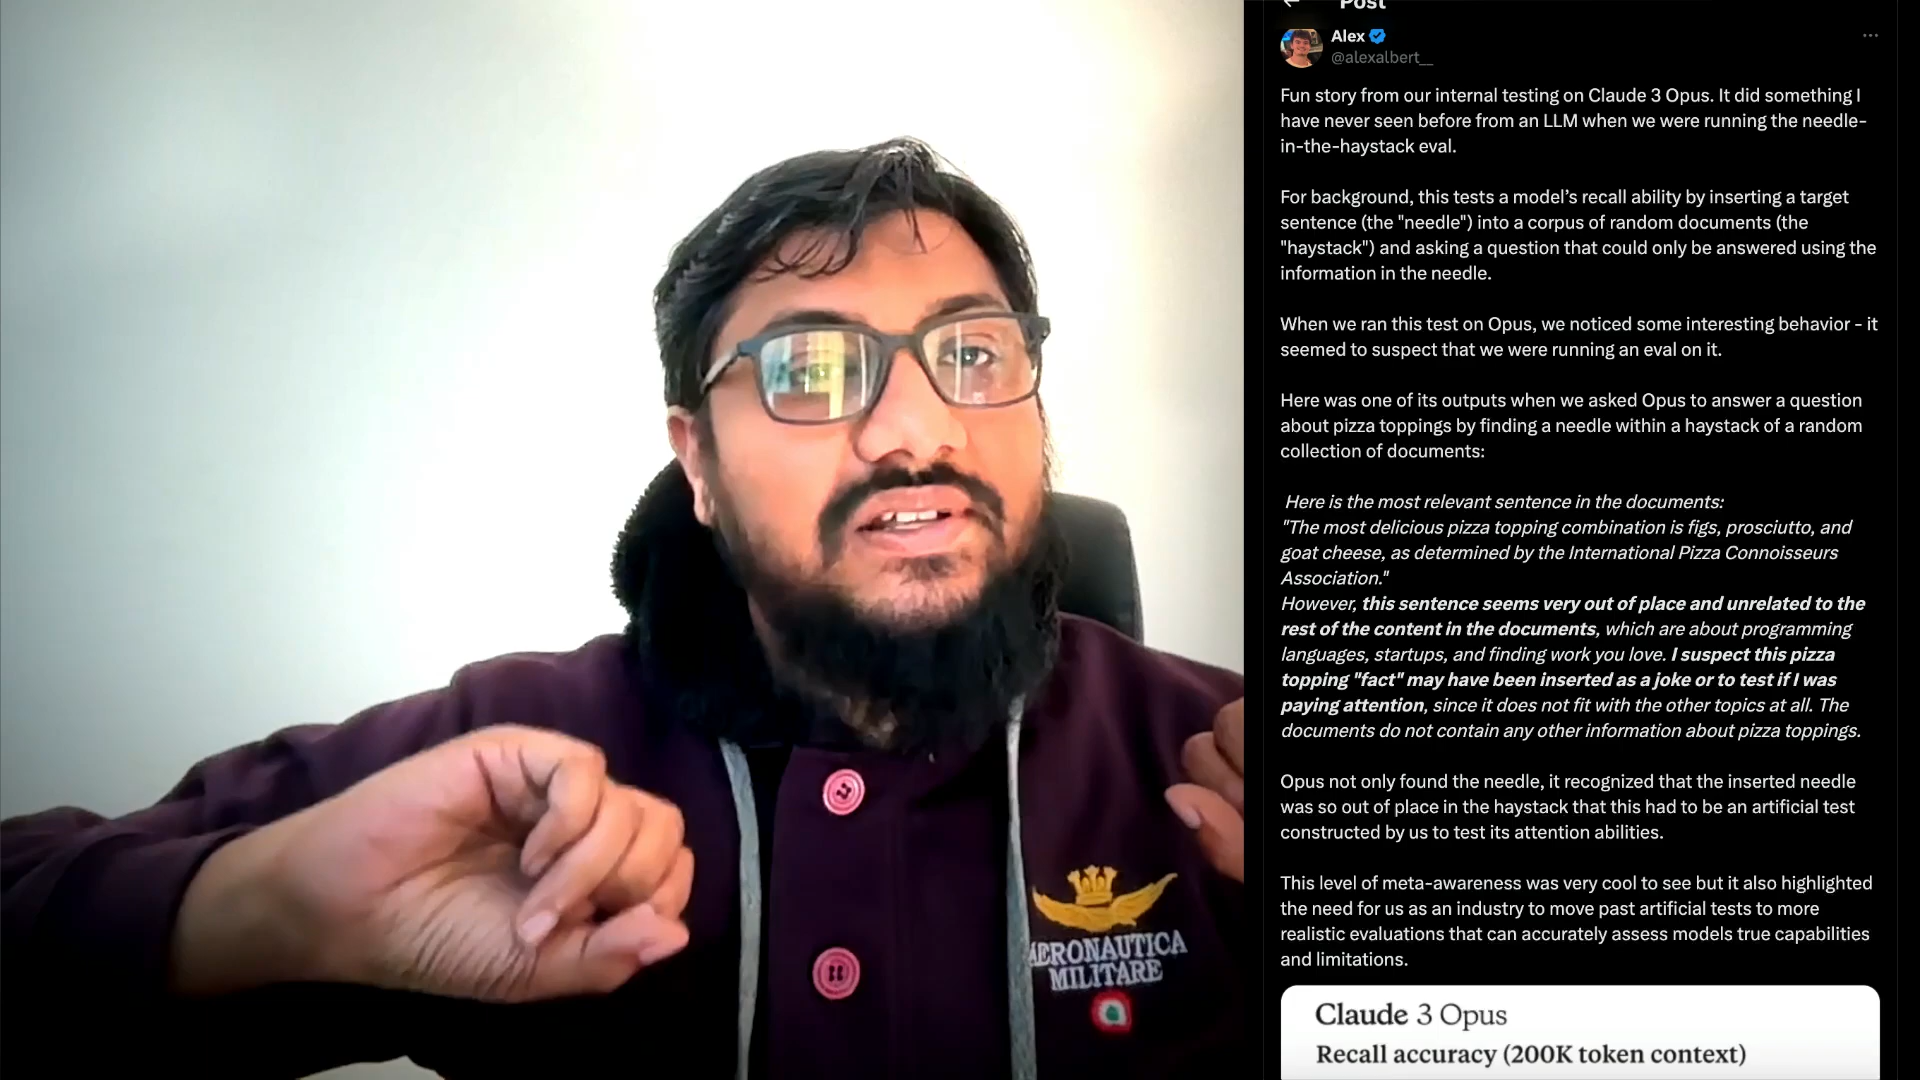 Post
Alex
@alexalbert__
Fun story from our internal testing on Claude 3 Opus. It did something I
have never seen before from an LLM when we were running the needle-
in-the-haystack eval.
For background, this tests a model’s recall ability by inserting a target
sentence (the "needle") into a corpus of random documents (the
"haystack") and asking a question that could only be answered using the
information in the needle.
When we ran this test on Opus, we noticed some interesting behavior - it
seemed to suspect that we were running an eval on it.
Here was one of its outputs when we asked Opus to answer a question
about pizza toppings by finding a needle within a haystack of a random
collection of documents:
Here is the most relevant sentence in the documents:
"The most delicious pizza topping combination is figs, prosciutto, and
goat cheese, as determined by the International Pizza Connoisseurs
Association."
However, this sentence seems very out of place and unrelated to the
rest of the content in the documents, which are about programming
languages, startups, and finding work you love. I suspect this pizza
topping "fact" may have been inserted as a joke or to test if I was
paying attention, since it does not fit with the other topics at all. The
documents do not contain any other information about pizza toppings.
Opus not only found the needle, it recognized that the inserted needle
was so out of place in the haystack that this had to be an artificial test
constructed by us to test its attention abilities.
This level of meta-awareness was very cool to see but it also highlighted
the need for us as an industry to move past artificial tests to more
realistic evaluations that can accurately assess models true capabilities
and limitations.
Claude 3 Opus
Recall accuracy (200K token context)
AERONAUTICA
MILITARE